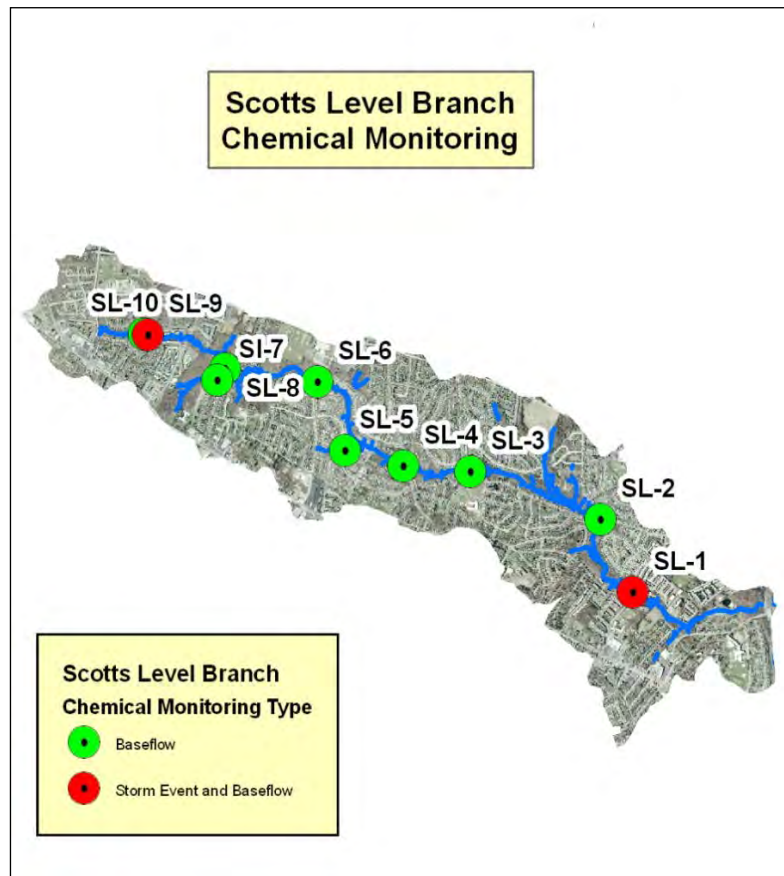 Scotts Level Branch
Chemical Monitoring
SL-10 SL-9
Sl-7
SL-6
SL-8
SL-5
SL-4
SL-3
SL-2
SL-1
Scotts Level Branch
Chemical Monitoring Type
Baseflow
Storm Event and Baseflow